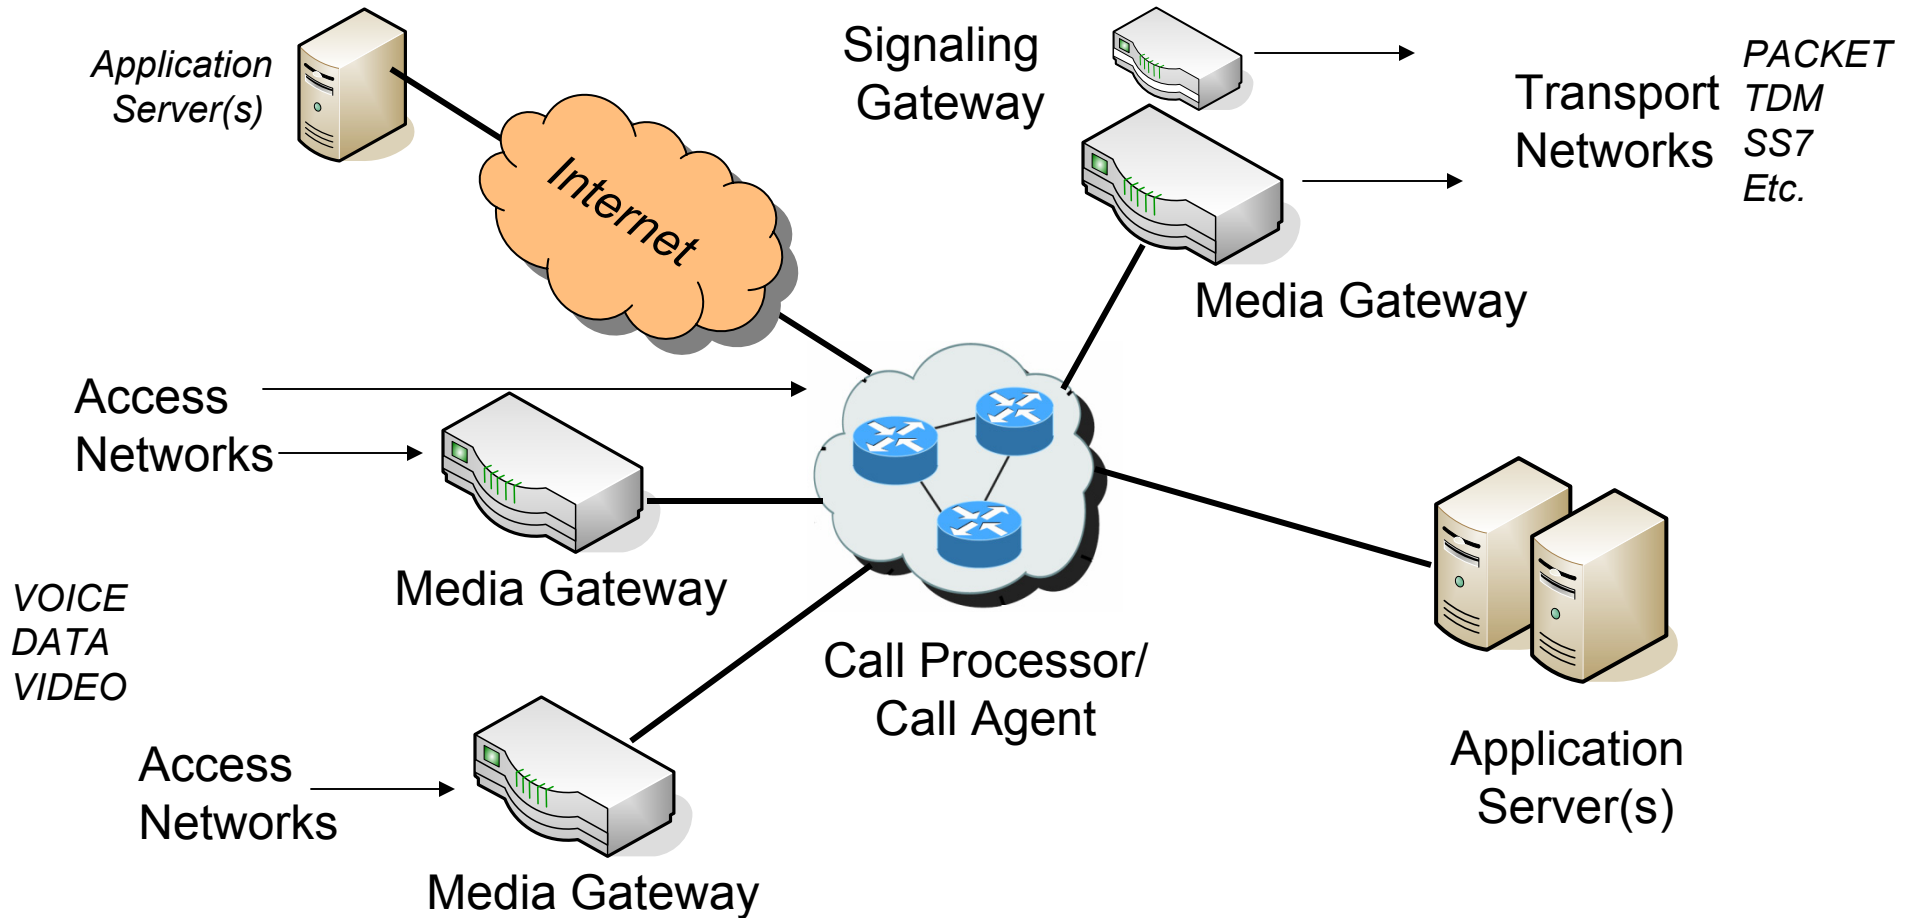 Application
Server(s)
Internet
Signaling
Gateway
Transport
Networks
PACKET
TDM
SS7
Etc.
Media Gateway
Access
Networks
Media Gateway
VOICE
DATA
VIDEO
Call Processor/
Call Agent
Access
Networks
Media Gateway
Application
Server(s)